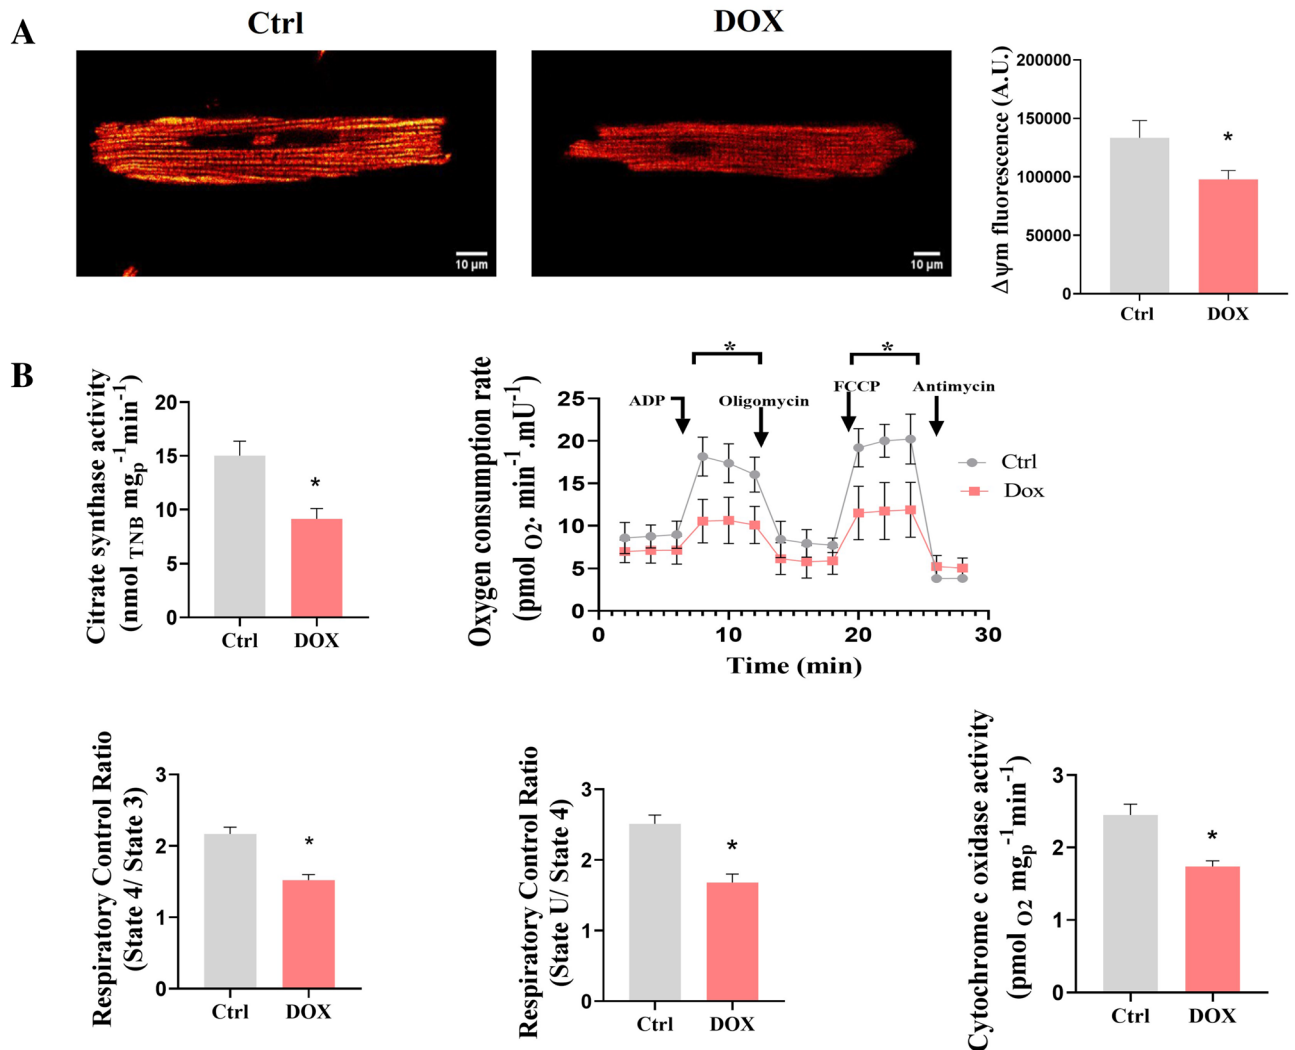 A
Ctrl
DOX
10 µm
10 µm
Δψm fluorescence (A.U.)
200000
150000
100000
50000
0
*
Ctrl
DOX
B
Citrate synthase activity
(nmol TNB mgp-1min-1)
20
15
10
5
0
*
Ctrl
DOX
Oxygen consumption rate
(pmol O2. min-1.mU-1)
25
20
15
10
5
0
*
*
ADP
Oligomycin
FCCP
Antimycin
Ctrl
Dox
0
10
20
30
Time (min)
Respiratory Control Ratio
(State 4/ State 3)
3
2
1
0
*
Ctrl
DOX
Respiratory Control Ratio
(State U/ State 4)
3
2
1
0
*
Ctrl
DOX
Cytochrome c oxidase activity
(pmol O2 mgp-1min-1)
3
2
1
0
*
Ctrl
DOX